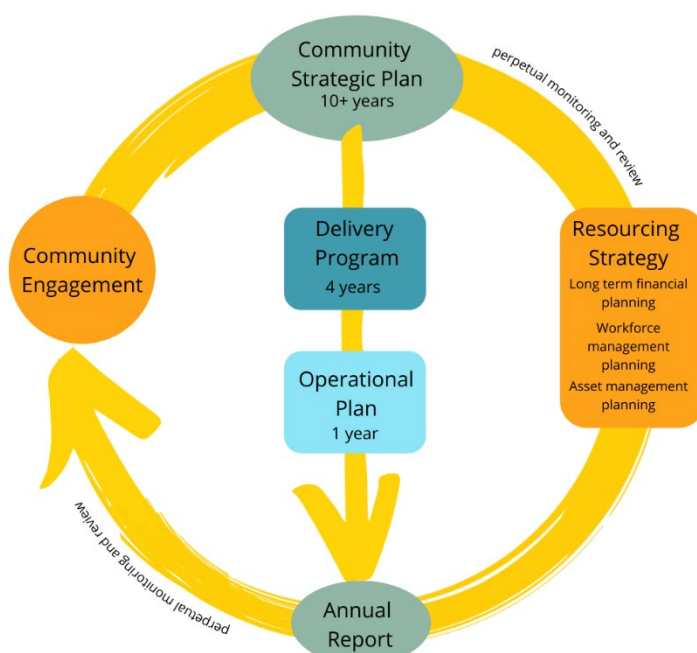 Community
Strategic Plan
10+ years
perpetual monitoring and review
Community
Engagement
Delivery
Program
4 years
Resourcing
Strategy
Long term financial
planning
Workforce
management
planning
Asset management
planning
Operational
Plan
1 year
perpetual monitoring and review
Annual
Report